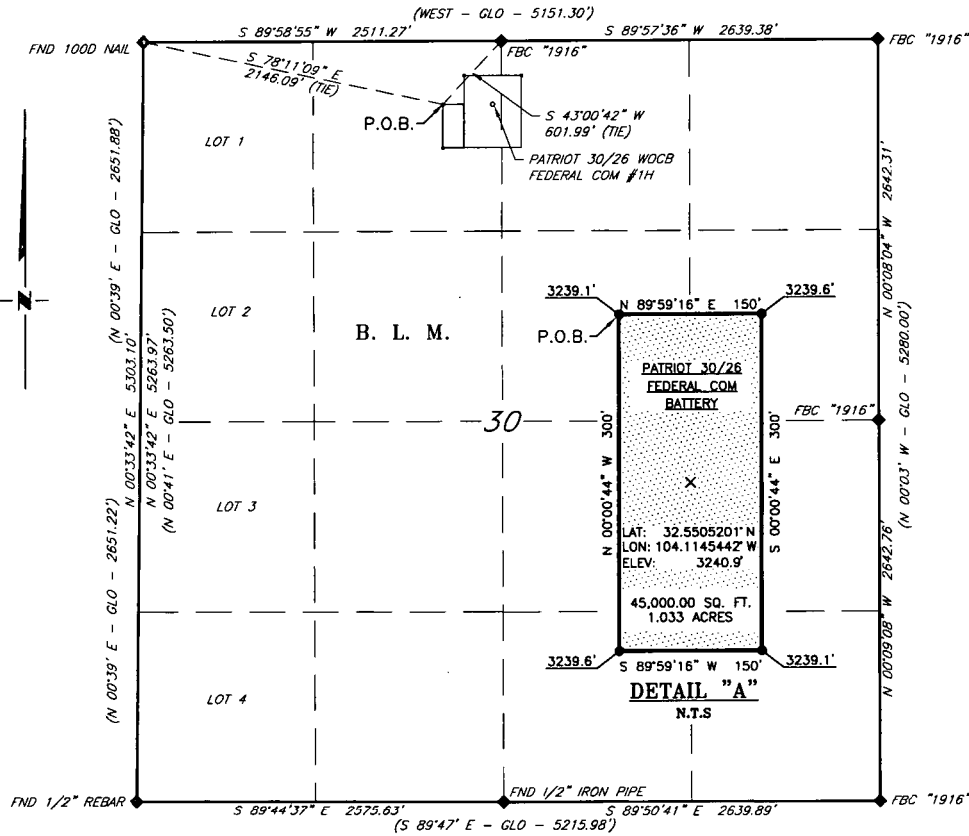 (WEST - GLO - 5151.30')
S 89°58'55" W 2511.27'
S 89°57'36" W 2639.38'
FND 100D NAIL
FBC "1916"
FBC "1916"
S 78°11'09" E
2146.09' (TIE)
P.O.B.
S 43°00'42" W
601.99' (TIE)
PATRIOT 30/26 WOCB
FEDERAL COM #1H
LOT 1
(N 00°39' E - GLO - 2651.88')
N 00°08'04" W 2642.31'
N
LOT 2
B. L. M.
3239.1'
N 89°59'16" E 150'
3239.6'
P.O.B.
PATRIOT 30/26
FEDERAL COM
BATTERY
N 00°33'42" E 5303.10'
N 00°33'42" E 5263.97'
(N 00°41' E - GLO - 5263.50')
30
FBC "1916"
(N 00°03' W - GLO - 5280.00')
N 00°00'44" W 300'
S 00°00'44" E 300'
X
LOT 3
LAT: 32.5505201° N
LON: 104.1145442° W
ELEV: 3240.9'
45,000.00 SQ. FT.
1.033 ACRES
(N 00°39' E - GLO - 2651.22')
N 00°09'08" W 2642.76'
3239.6'
S 89°59'16" W 150'
3239.1'
LOT 4
DETAIL "A"
N.T.S
FND 1/2" REBAR
FND 1/2" IRON PIPE
FBC "1916"
S 89°44'37" E 2575.63'
S 89°50'41" E 2639.89'
(S 89°47' E - GLO - 5215.98')